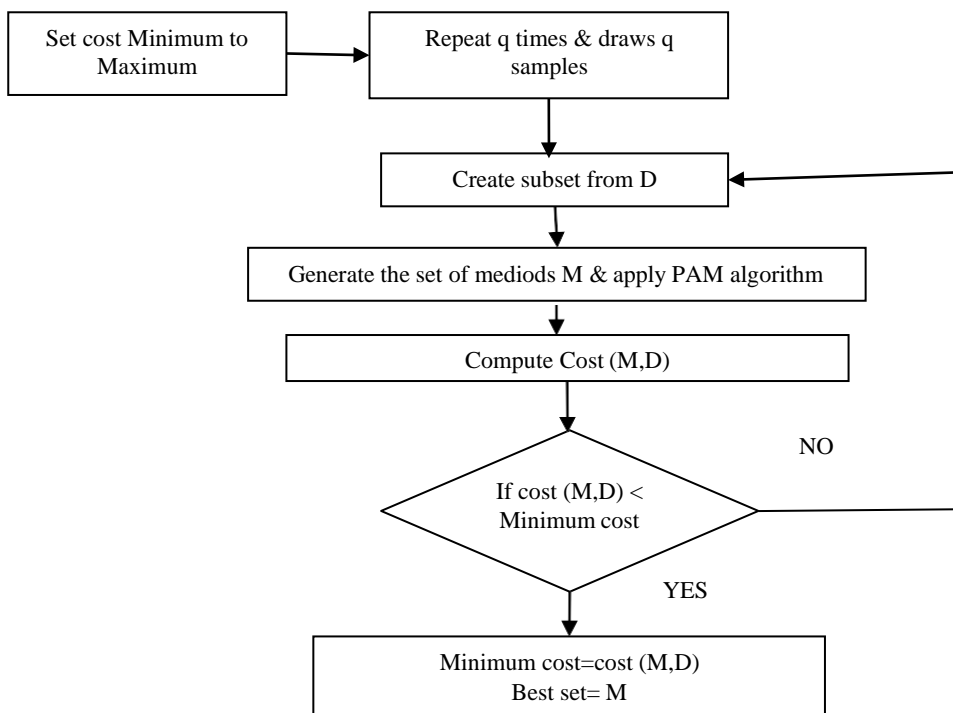 Set cost Minimum to
Maximum
Repeat q times & draws q
samples
Create subset from D
Generate the set of mediods M & apply PAM algorithm
Compute Cost (M,D)
NO
If cost (M,D) <
Minimum cost
YES
Minimum cost=cost (M,D)
Best set= M